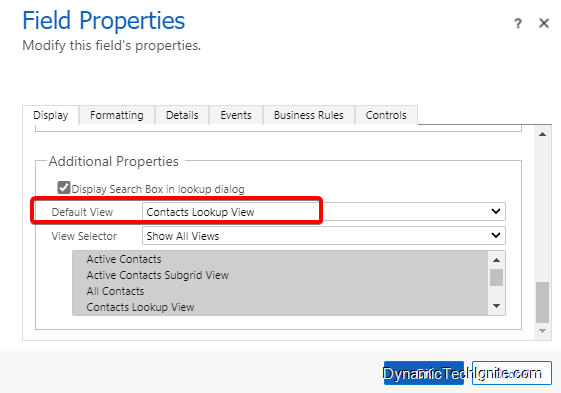 Field Properties
? ×
Modify this field's properties.
Display Formatting Details Events Business Rules Controls
Additional Properties
Display Search Box in lookup dialog
Default View Contacts Lookup View
View Selector Show All Views
Active Contacts
Active Contacts Subgrid View
All Contacts
Contacts Lookup View
DynamicTechIgnite.com